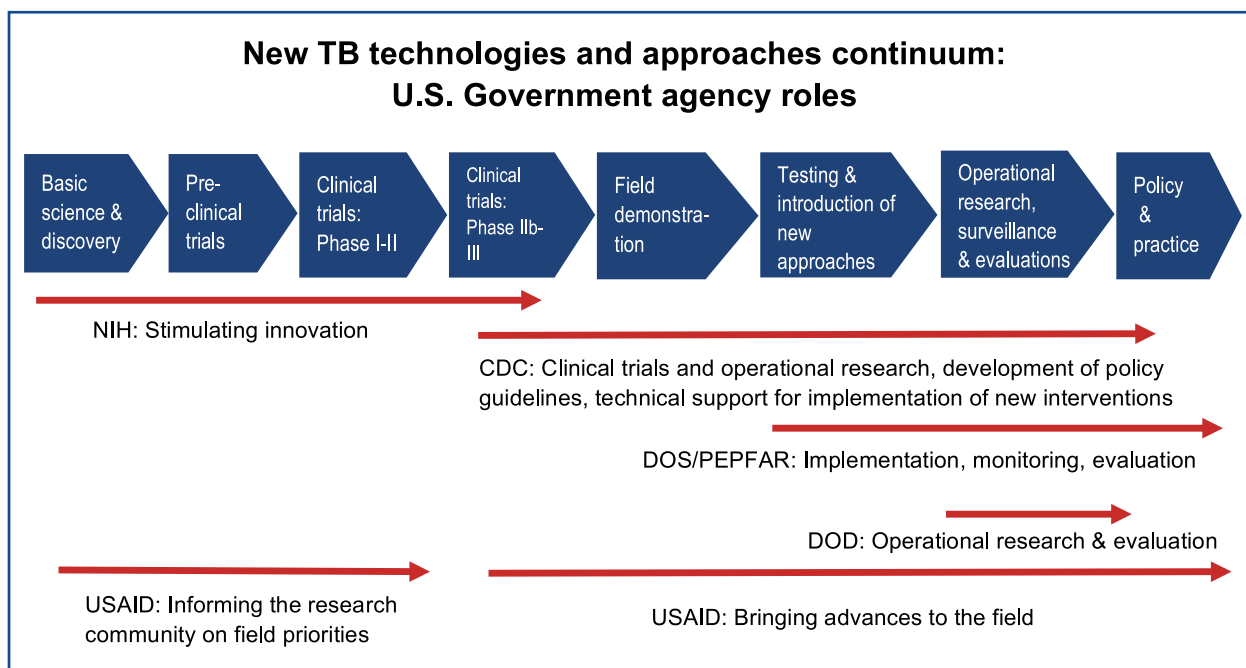 New TB technologies and approaches continuum:
U.S. Government agency roles
Basic
science &
discovery
Pre-
clinical
trials
Clinical
trials:
Phase I-II
Clinical
trials:
Phase IIb-
III
Field
demonstra-
tion
Testing &
introduction of
new
approaches
Operational
research,
surveillance
& evaluations
Policy
&
practice
NIH: Stimulating innovation
CDC: Clinical trials and operational research, development of policy
guidelines, technical support for implementation of new interventions
DOS/PEPFAR: Implementation, monitoring, evaluation
DOD: Operational research & evaluation
USAID: Informing the research
community on field priorities
USAID: Bringing advances to the field